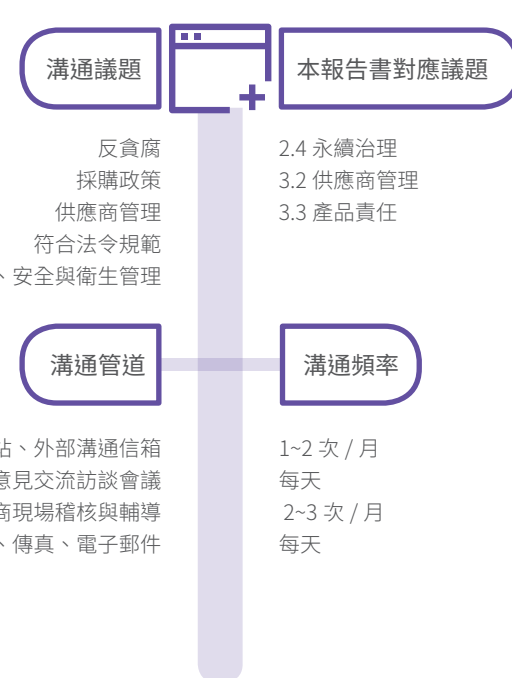 溝通議題
本報告書對應議題
反貪腐
採購政策
供應商管理
符合法令規範
、安全與衛生管理
2.4 永續治理
3.2 供應商管理
3.3 產品責任
溝通管道
溝通頻率
站、外部溝通信箱
意見交流訪談會議
商現場稽核與輔導
、傳真、電子郵件
1~2 次 / 月
每天
2~3 次 / 月
每天